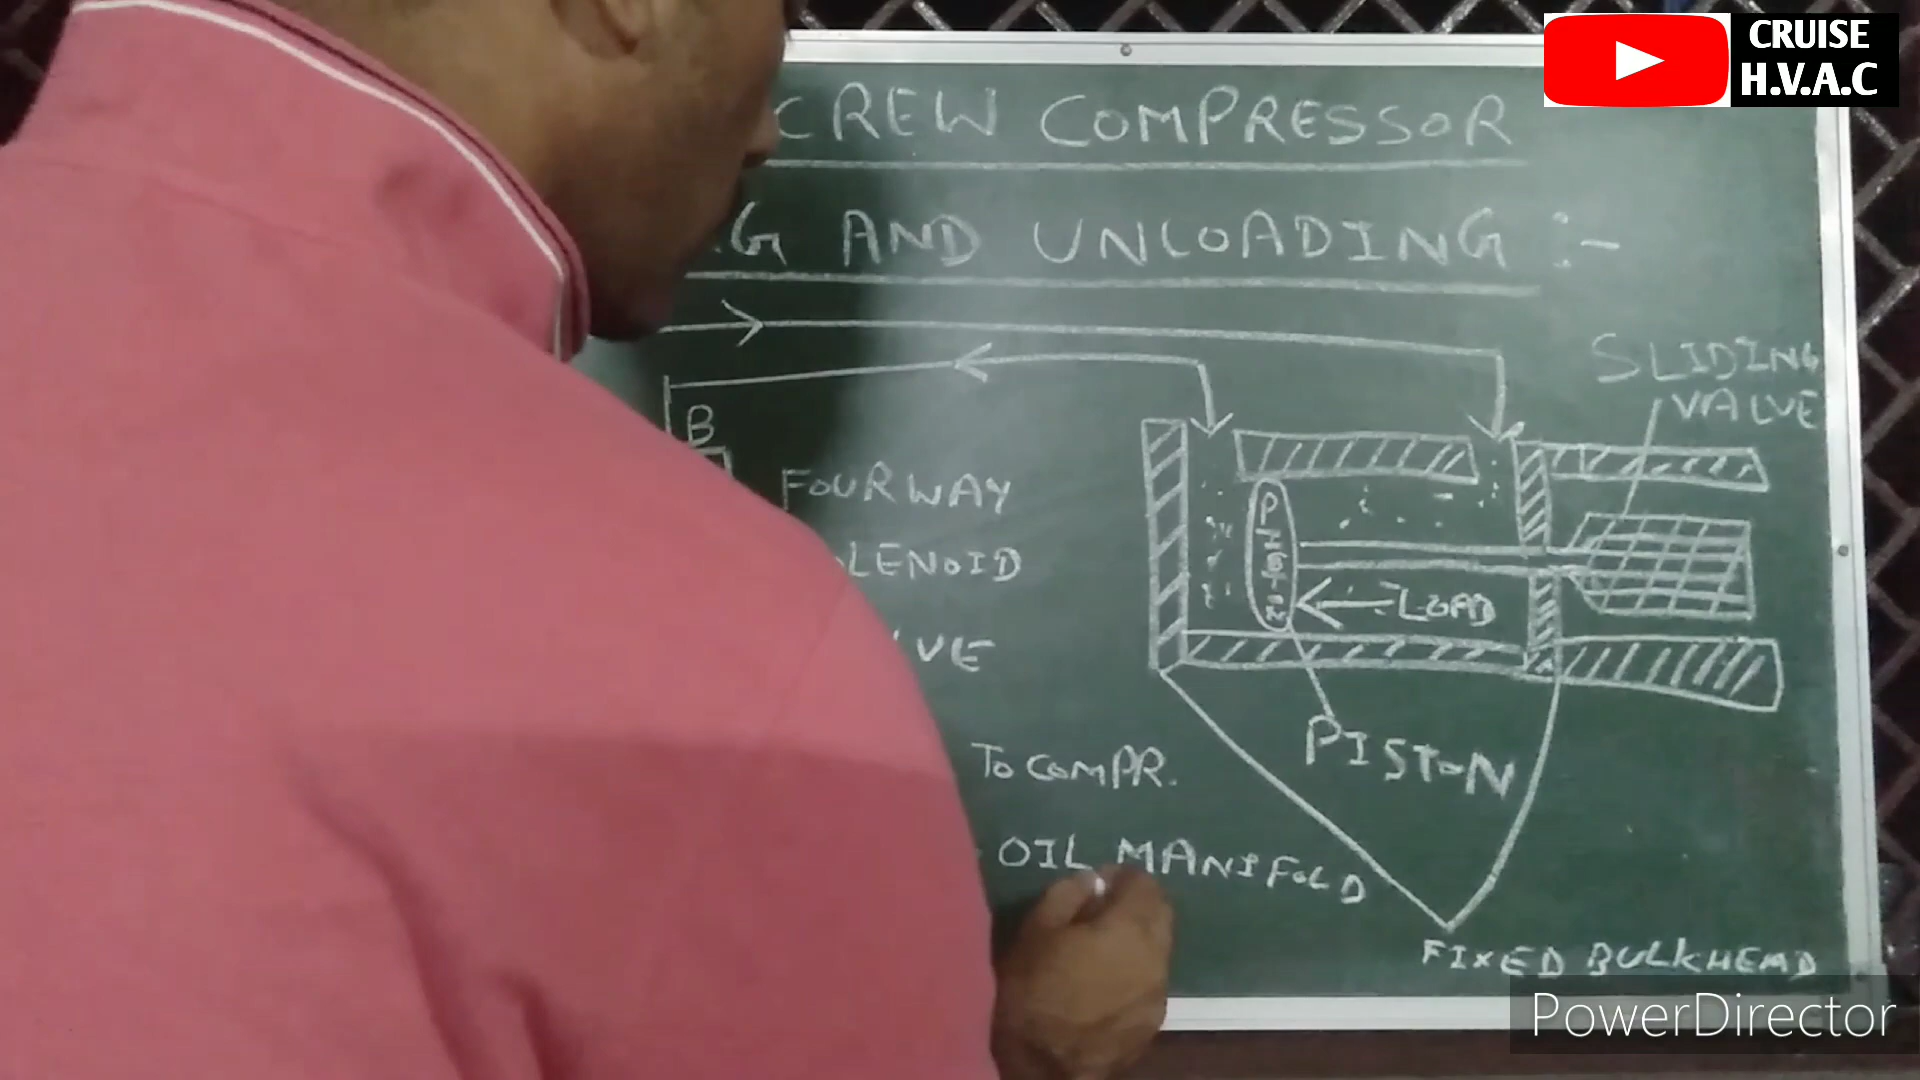 CRUISE
H.V.A.C
CREW COMPRESSOR
G AND UNLOADING :-
SLIDING
VALVE
B
FOURWAY
LENOID
VE
PISTON
LOAD
PISTON
TO COMPR.
OIL MANIFOLD
FIXED BULKHEAD
PowerDirector